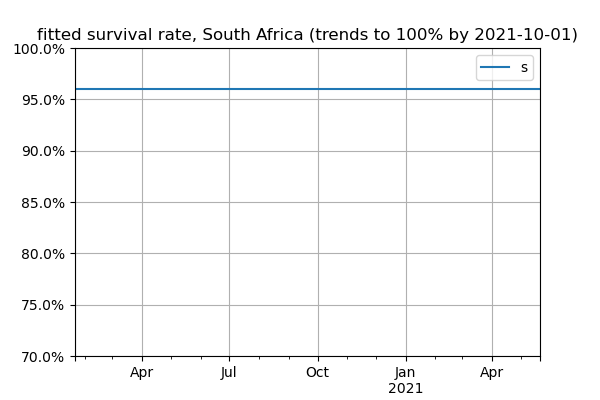 fitted survival rate, South Africa (trends to 100% by 2021-10-01)
100.0%
s
95.0%
90.0%
85.0%
80.0%
75.0%
70.0%
Apr Jul Oct Jan Apr
2021